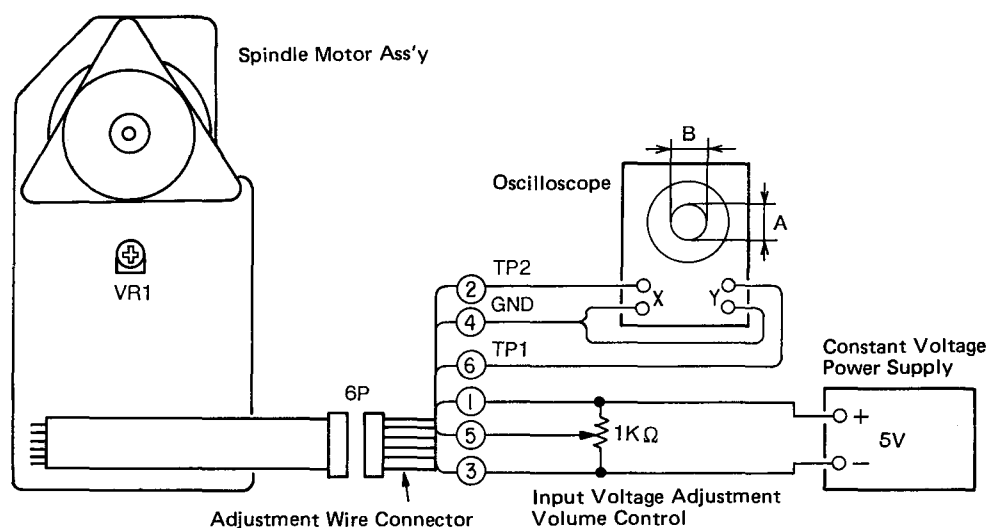 Spindle Motor Ass'y
B
Oscilloscope
A
TP2
2
X
Y
VR1
GND
4
TP1
6
Constant Voltage
Power Supply
6P
1
+
5
1KΩ
5V
3
−
Input Voltage Adjustment
Volume Control
Adjustment Wire Connector